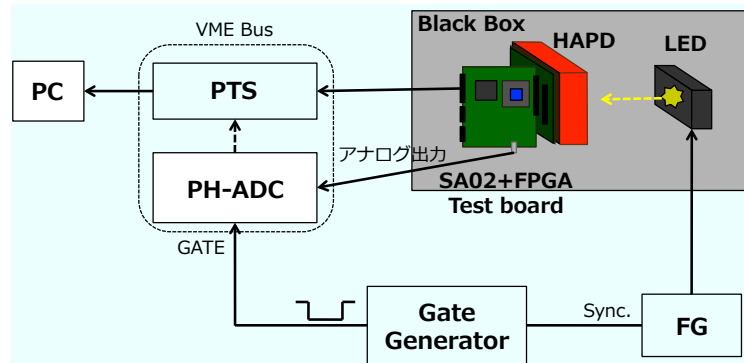 VME Bus
Black Box
HAPD
LED
PC
PTS
アナログ出力
PH-ADC
SA02+FPGA
Test board
GATE
Gate
Generator
Sync.
FG